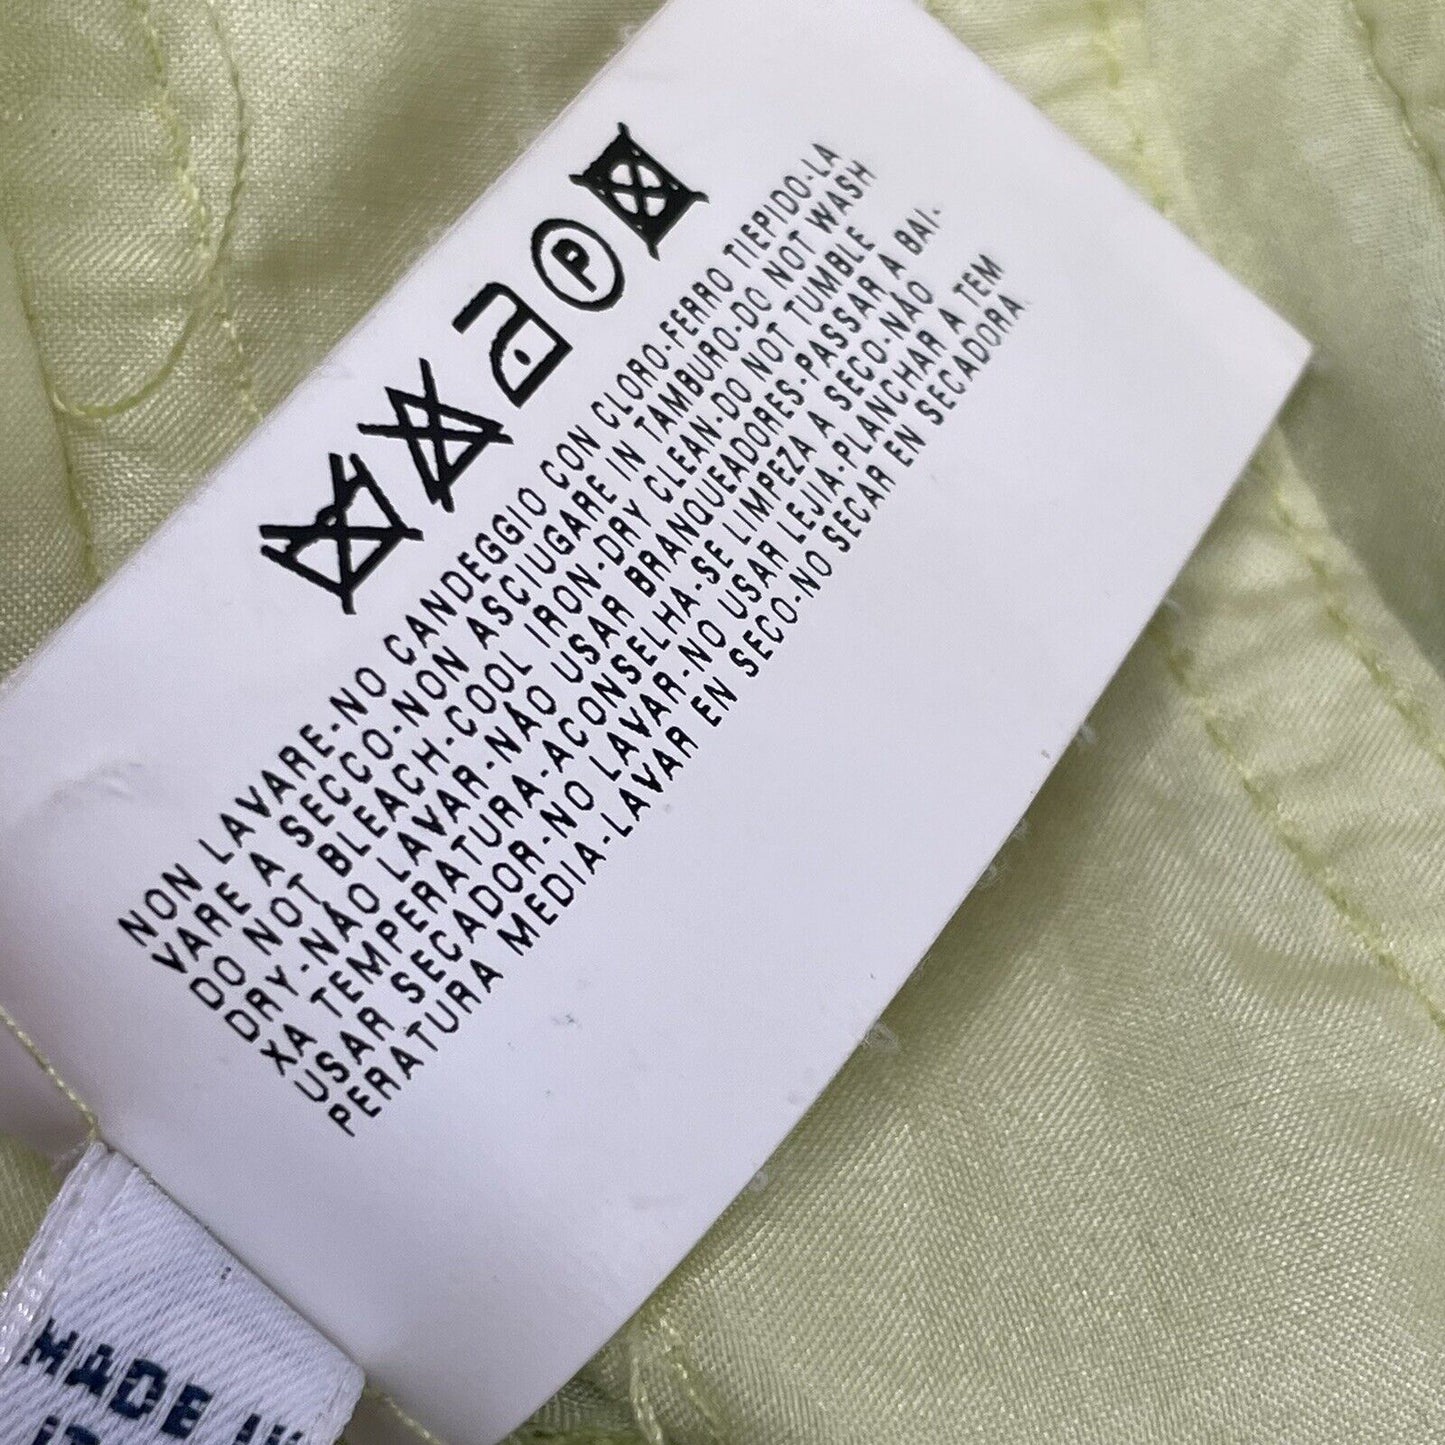 P
NON LAVARE-NO CANDEGGIO CON CLORO-FERRO TIEPIDO-LA
VARE A SECCO-NON ASCIUGARE IN TAMBURO-DO NOT WASH
DO NOT BLEACH-COOL IRON-DRY CLEAN-DO NOT TUMBLE
DRY-NÃO LAVAR-NÃO USAR BRANQUEADORES-PASSAR A BAI-
DXA TEMPERATURA-ACONSELHA-SE LIMPEZA A SECO-NÃO
USAR SECADOR-NO LAVAR-NO USAR LEJIA-PLANCHAR A TEM
PERATURA MEDIA-LAVAR EN SECO-NO SECAR EN SECADORA.
MADE